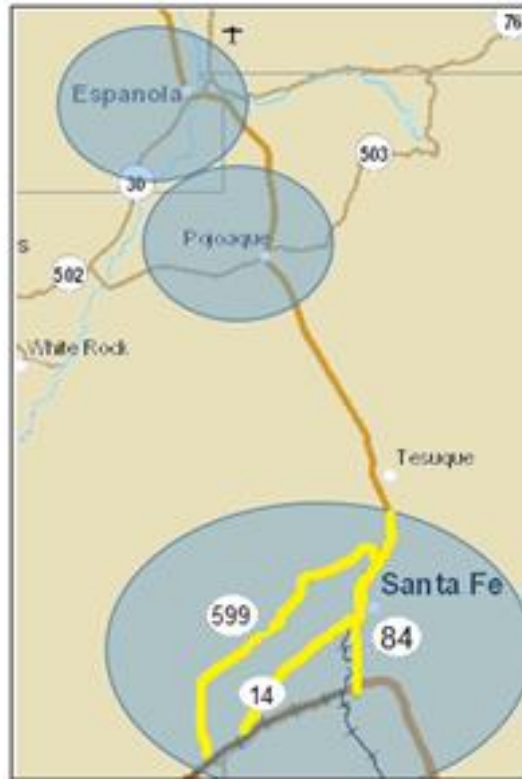 76
Espanola
503
30
Pojoaque
s
502
White Rock
Tesuque
Santa Fe
599
84
14